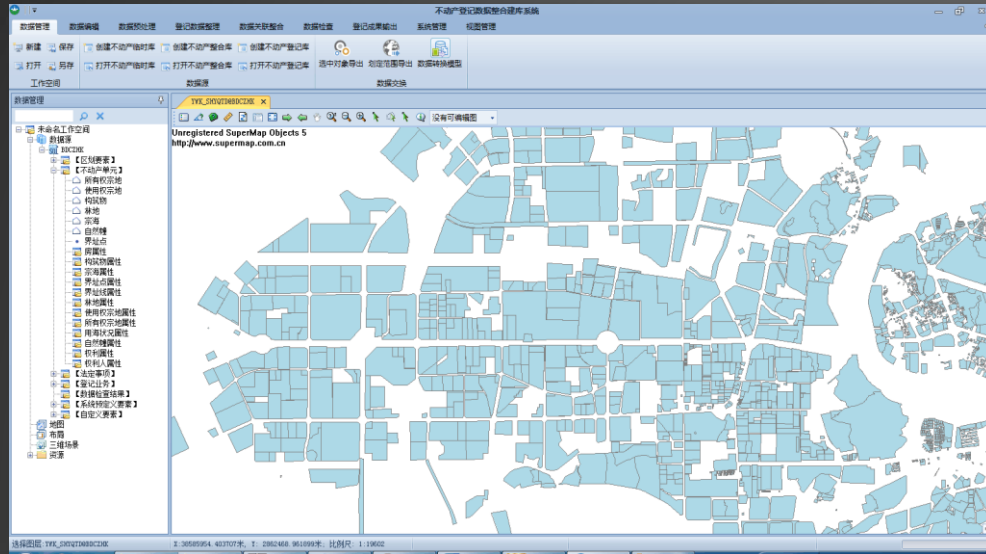 不动产登记数据整合建库系统
数据管理 数据编辑 数据预处理 登记数据整理 数据关联整合 数据检查 登记成果输出 系统管理 视图管理
新建 保存 创建不动产临时库 创建不动产整合库 创建不动产登记库
打开 另存 打开不动产临时库 打开不动产整合库 打开不动产登记库
选中对象导出 划定范围导出 数据转换模型
工作空间 数据源 数据交换
数据管理
没有可编辑图
Unregistered SuperMap Objects 5
http://www.supermap.com.cn
未命名工作空间
数据源
BDCDJK
【区划要素】
【不动产单元】
所有权宗地
使用权宗地
构筑物
林地
宗海
自然幢
界址点
房属性
构筑物属性
宗海属性
界址点属性
界址线属性
林地属性
使用权宗地属性
所有权宗地属性
用海状况属性
自然幢属性
权利属性
权利人属性
【法定事项】
【登记业务】
【数据检查结果】
【系统预定义要素】
【自定义要素】
地图
布局
三维场景
资源